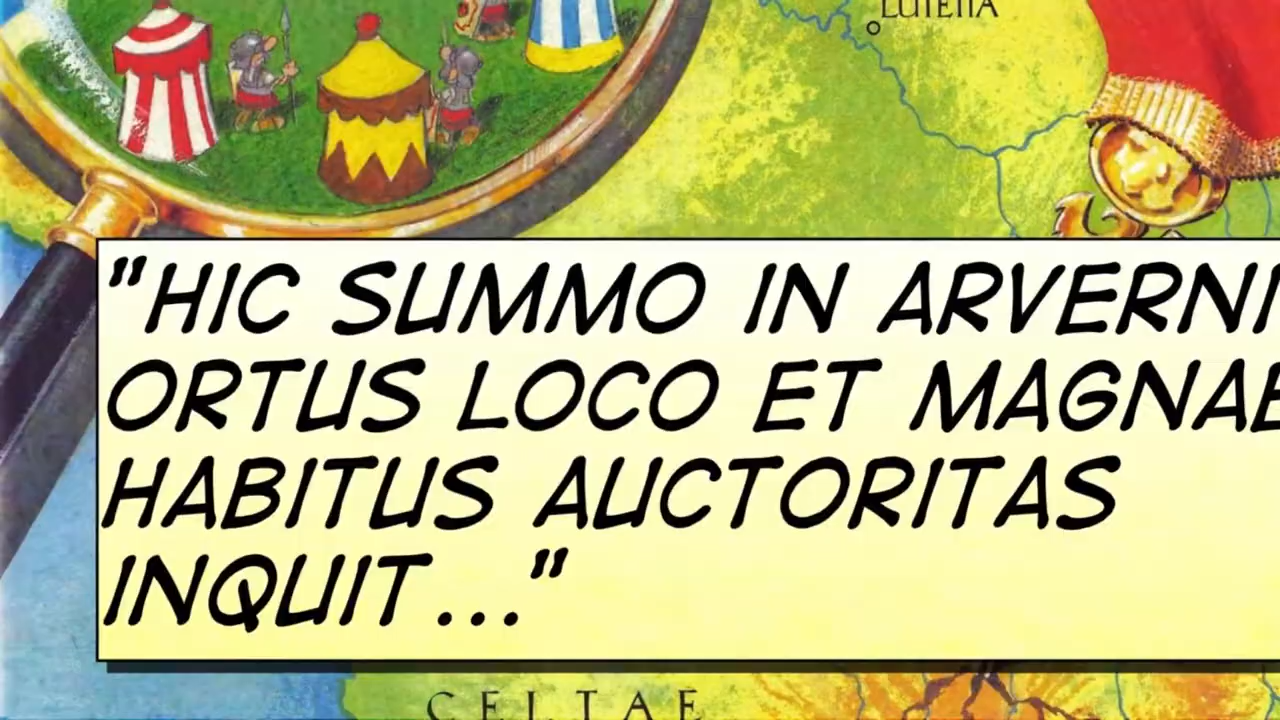 LUTETIA
"HIC SUMMO IN ARVERNI
ORTUS LOCO ET MAGNAE
HABITUS AUCTORITAS
INQUIT..."
CELTAE